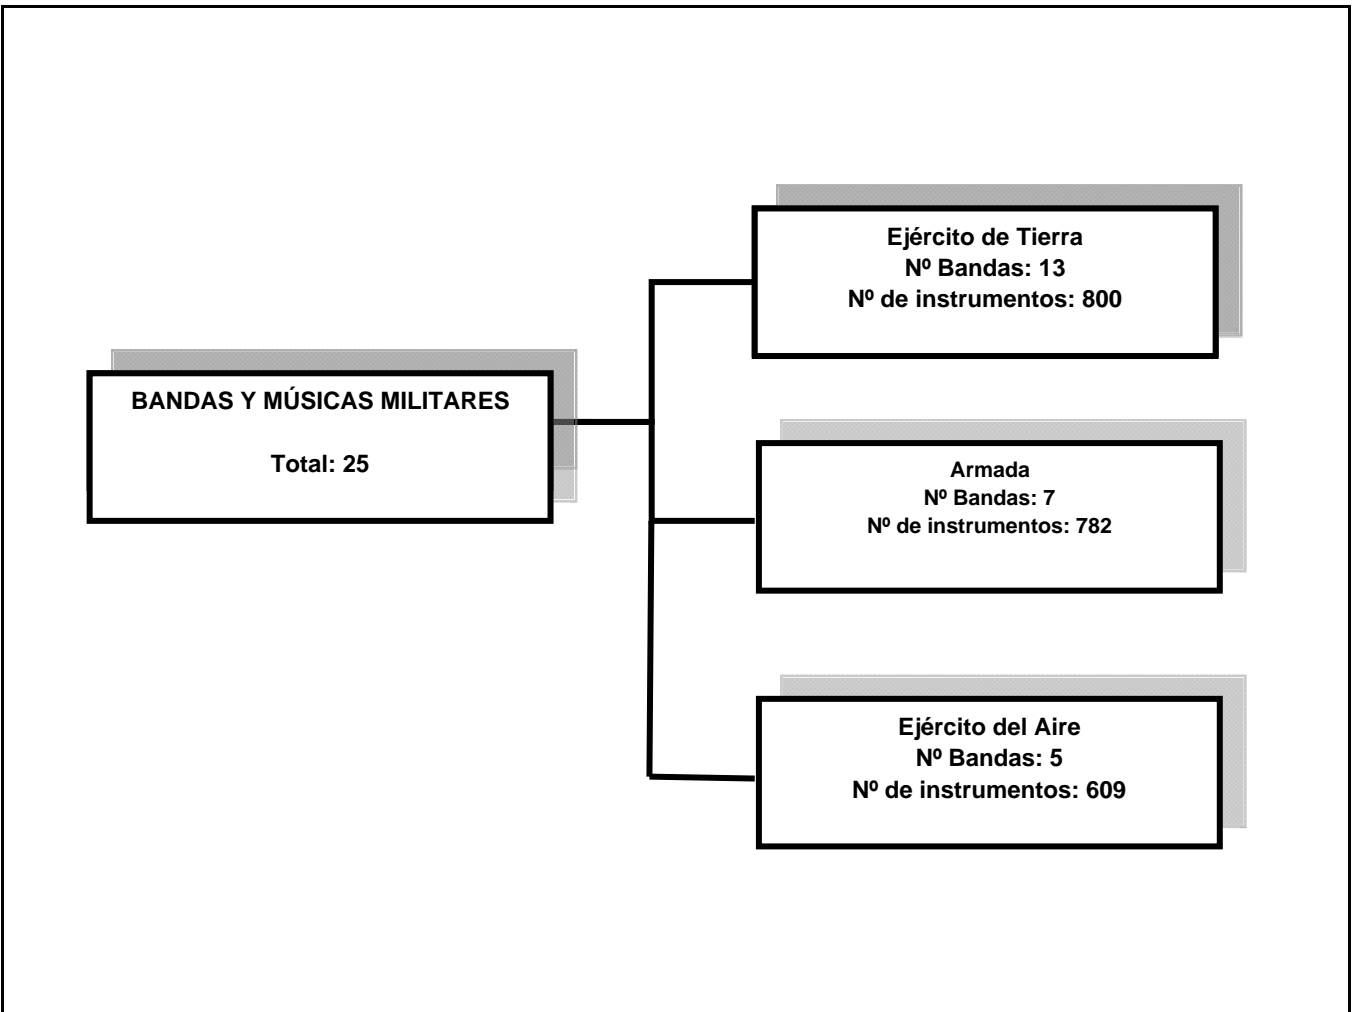 BANDAS Y MÚSICAS MILITARES
Total: 25
Ejército de Tierra
Nº Bandas: 13
Nº de instrumentos: 800
Armada
Nº Bandas: 7
Nº de instrumentos: 782
Ejército del Aire
Nº Bandas: 5
Nº de instrumentos: 609